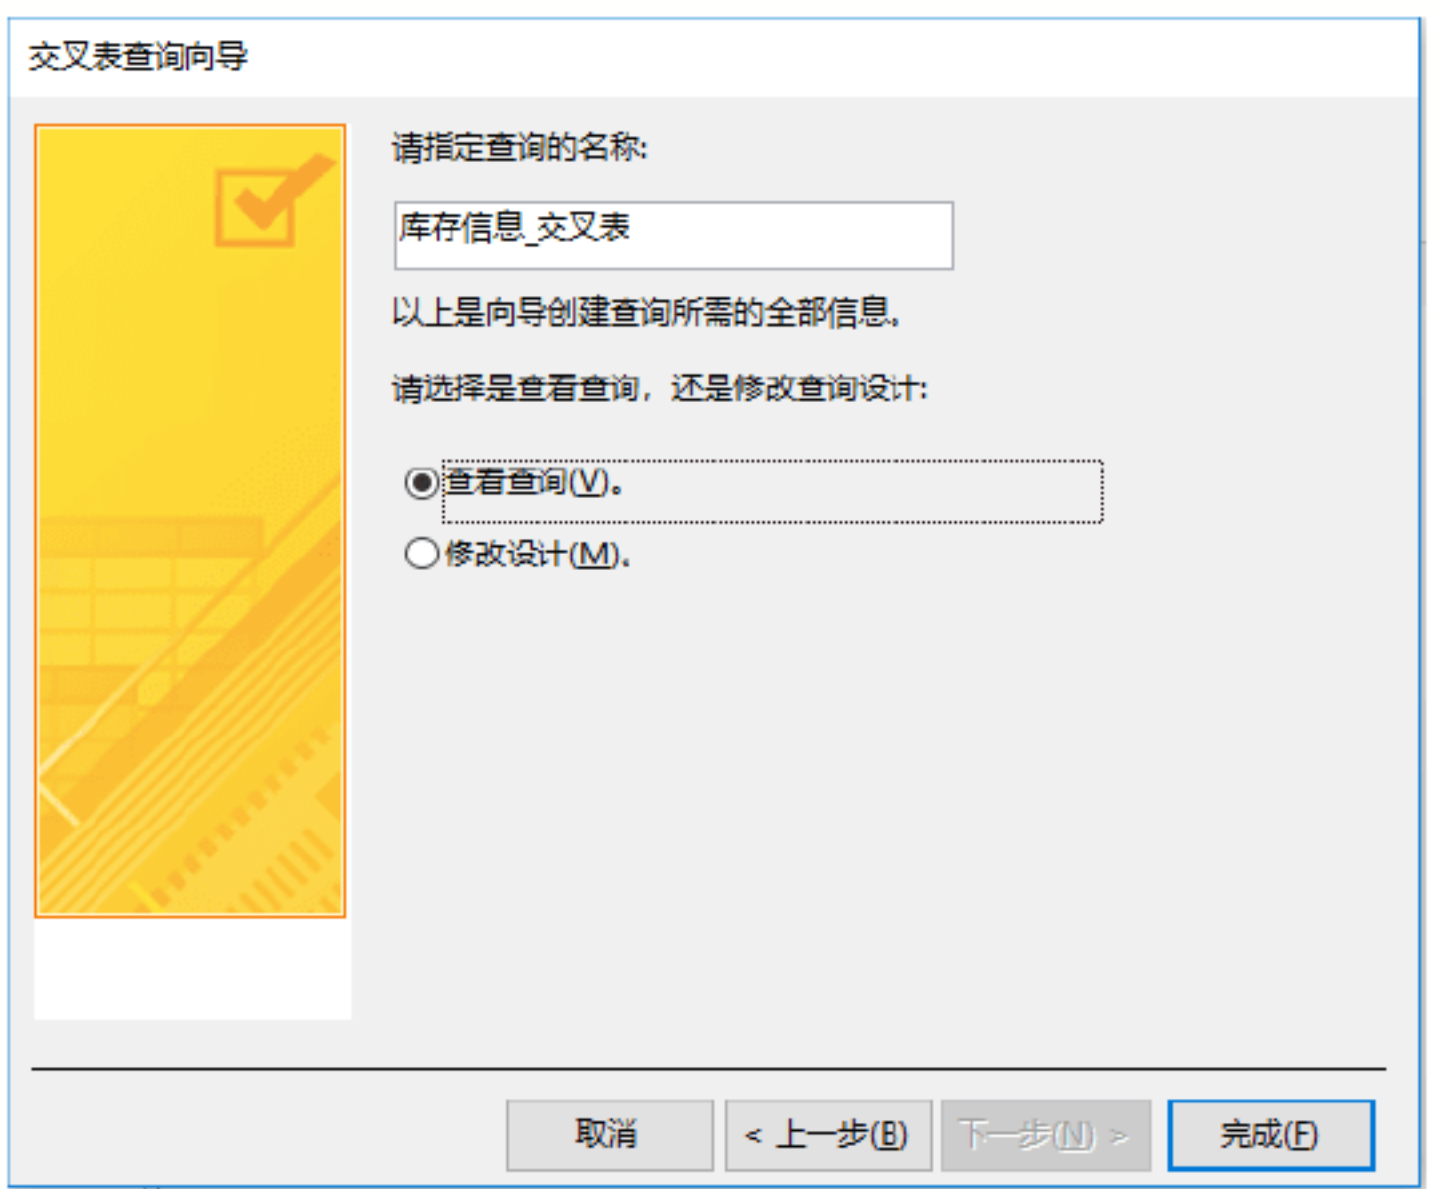 交叉表查询向导
请指定查询的名称:
库存信息_交叉表
以上是向导创建查询所需的全部信息。
请选择是查看查询，还是修改查询设计:
查看查询(V)。
修改设计(M)。
取消
< 上一步(B)
下一步(N) >
完成(F)